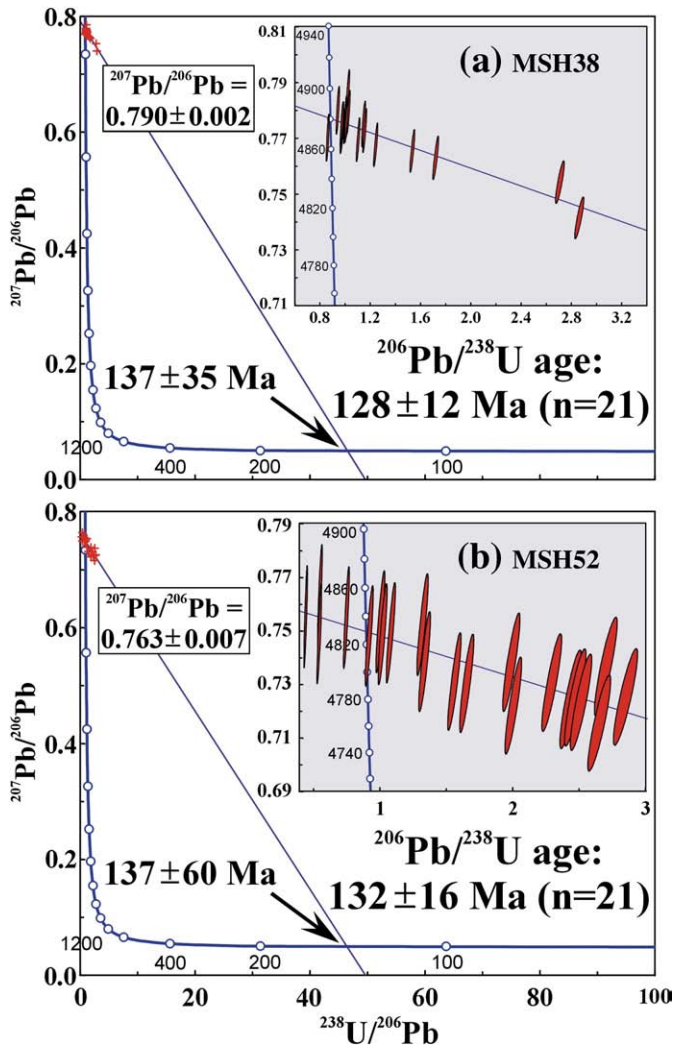 0.8
0.6
0.4
0.2
0.0
²⁰⁷Pb/²⁰⁶Pb
²⁰⁷Pb/²⁰⁶Pb =
0.790±0.002
(a) MSH38
0.81
0.79
0.77
0.75
0.73
0.71
4940
4900
4860
4820
4780
0.8 1.2 1.6 2.0 2.4 2.8 3.2
137±35 Ma
²⁰⁶Pb/²³⁸U age:
128±12 Ma (n=21)
1200 400 200 100
0.8
0.6
0.4
0.2
0.0
²⁰⁷Pb/²⁰⁶Pb
²⁰⁷Pb/²⁰⁶Pb =
0.763±0.007
(b) MSH52
0.79
0.77
0.75
0.73
0.71
0.69
4900
4860
4820
4780
4740
1 2 3
137±60 Ma
²⁰⁶Pb/²³⁸U age:
132±16 Ma (n=21)
1200 400 200 100
0 20 40 60 80 100
²³⁸U/²⁰⁶Pb